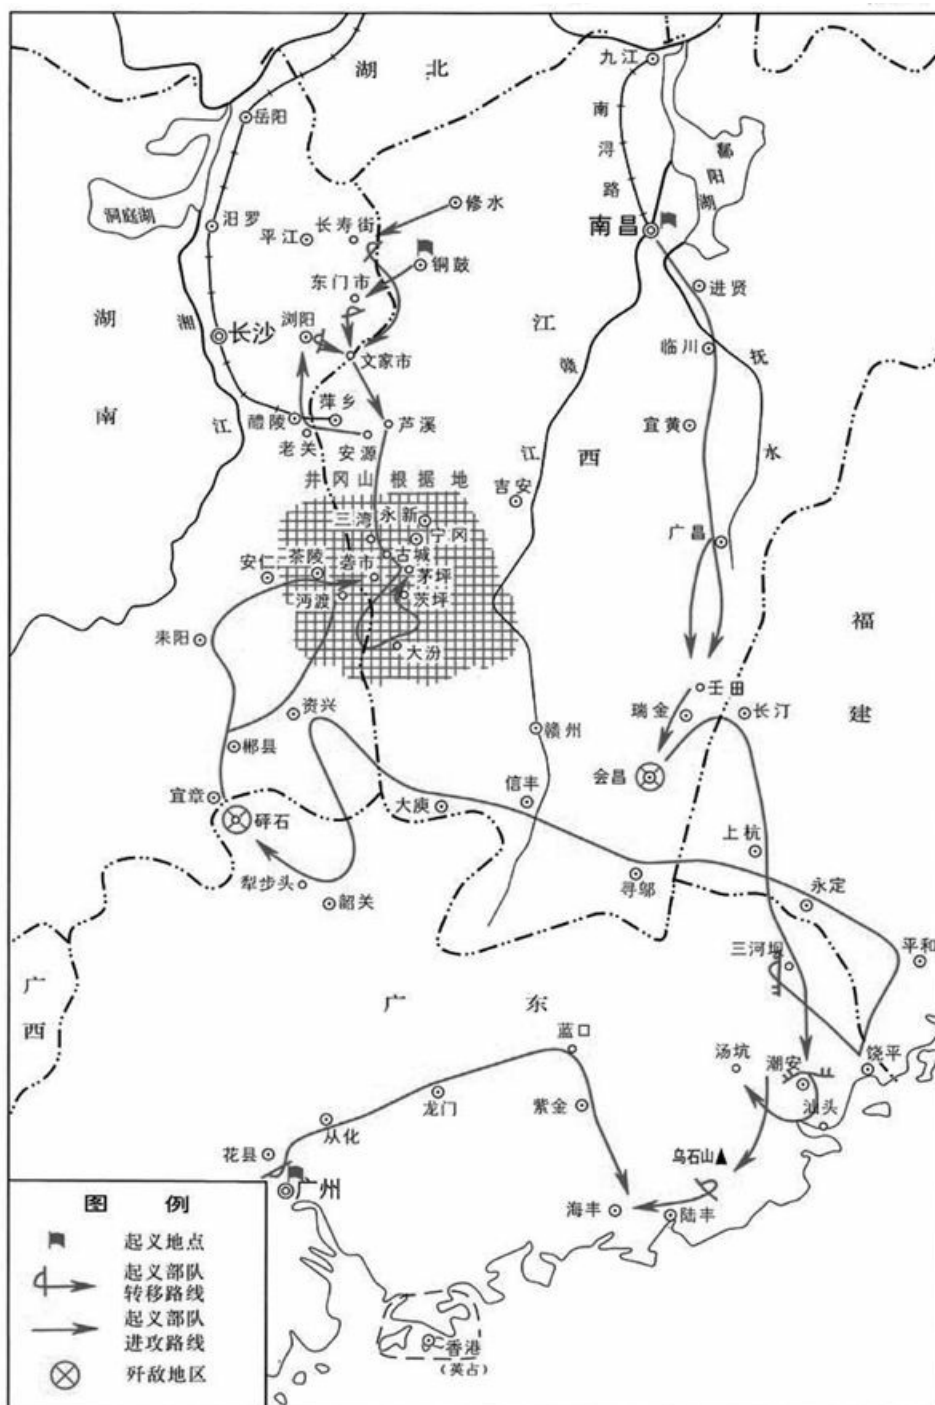 湖 北
九江
岳阳
南浔路
鄱阳湖
洞庭湖
汨罗
平江
长寿街
修水
南昌
铜鼓
东门市
进贤
湖南
湘江
长沙
浏阳
文家市
江西
赣江
临川
抚水
醴陵
萍乡
老关
安源
芦溪
宜黄
井冈山根据地
吉安
三湾
永新
宁冈
广昌
安仁
茶陵
砻市
古城
茅坪
沔渡
茨坪
耒阳
大汾
福建
壬田
资兴
瑞金
长汀
郴县
赣州
会昌
宜章
大庾
信丰
砰石
上杭
犁步头
韶关
寻邬
永定
三河坝
平和
广西
广 东
蓝口
汤坑
潮安
饶平
龙门
紫金
汕头
从化
花县
乌石山
广州
海丰
陆丰
图 例
起义地点
起义部队
转移路线
起义部队
进攻路线
歼敌地区
香港
(英占)